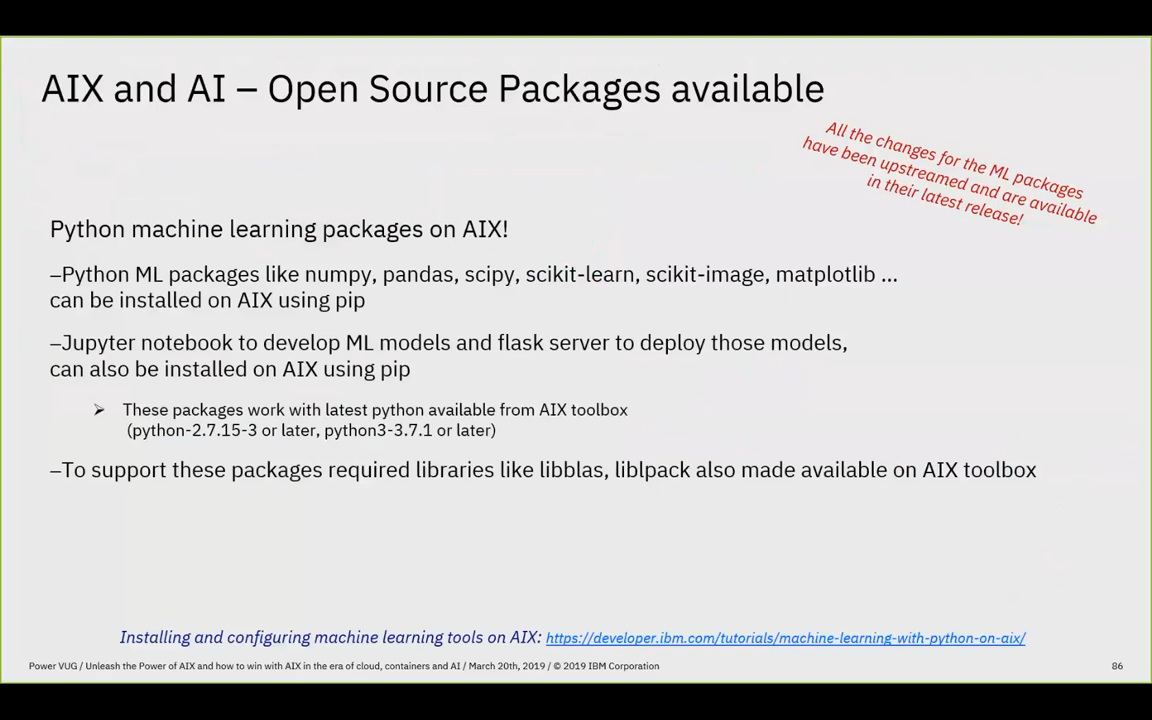 AIX and AI – Open Source Packages available
All the changes for the ML packages
have been upstreamed and are available
in their latest release!
Python machine learning packages on AIX!
–Python ML packages like numpy, pandas, scipy, scikit-learn, scikit-image, matplotlib ...
can be installed on AIX using pip
–Jupyter notebook to develop ML models and flask server to deploy those models,
can also be installed on AIX using pip
➢ These packages work with latest python available from AIX toolbox
(python-2.7.15-3 or later, python3-3.7.1 or later)
–To support these packages required libraries like libblas, liblpack also made available on AIX toolbox
Installing and configuring machine learning tools on AIX: https://developer.ibm.com/tutorials/machine-learning-with-python-on-aix/
Power VUG / Unleash the Power of AIX and how to win with AIX in the era of cloud, containers and AI / March 20th, 2019 / © 2019 IBM Corporation 86